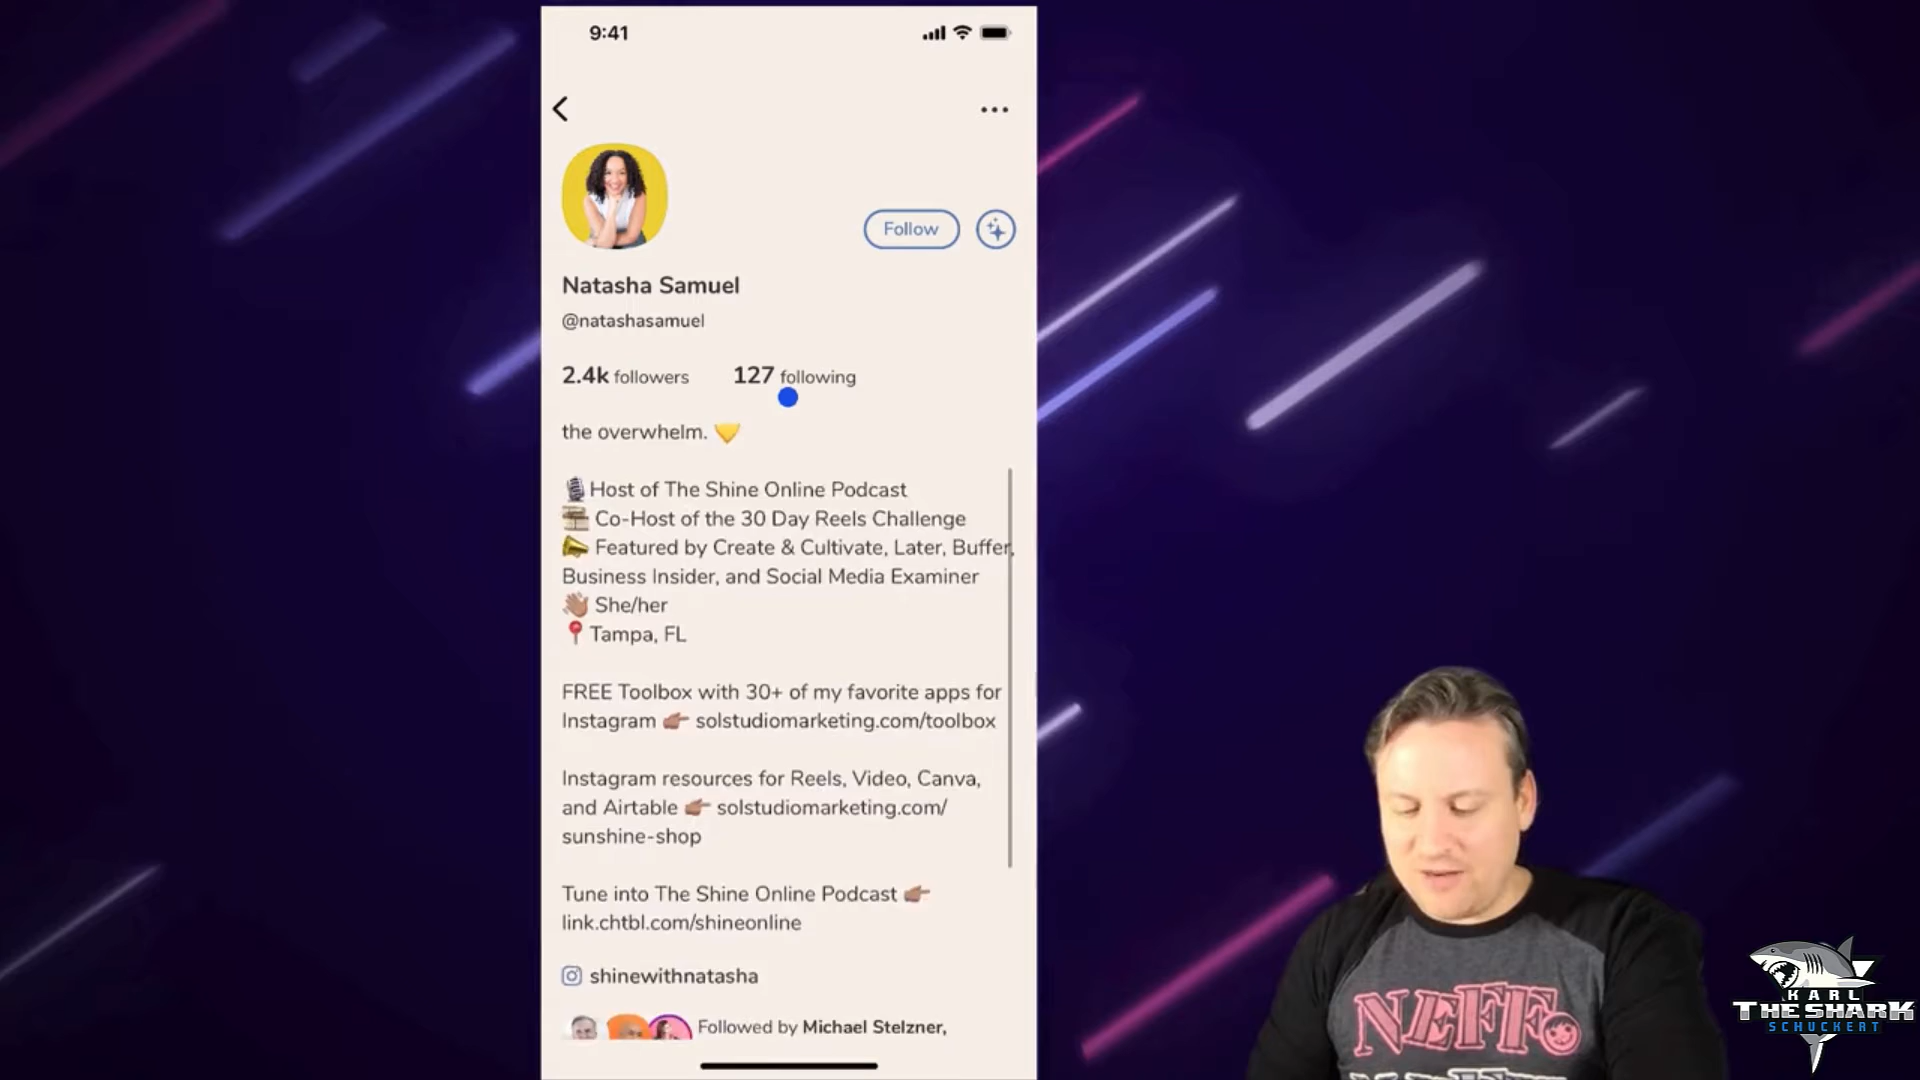 9:41
Follow
Natasha Samuel
@natashasamuel
2.4k followers 127 following
the overwhelm. 💛
🎙Host of The Shine Online Podcast
🎬 Co-Host of the 30 Day Reels Challenge
📣 Featured by Create & Cultivate, Later, Buffer,
Business Insider, and Social Media Examiner
👋🏽 She/her
📍Tampa, FL
FREE Toolbox with 30+ of my favorite apps for
Instagram 👉🏽 solstudiomarketing.com/toolbox
Instagram resources for Reels, Video, Canva,
and Airtable 👉🏽 solstudiomarketing.com/
sunshine-shop
Tune into The Shine Online Podcast 👉🏽
link.chtbl.com/shineonline
shinewithnatasha
Followed by Michael Stelzner,
NEFF
KARL
THE SHARK
SCHUCKERT